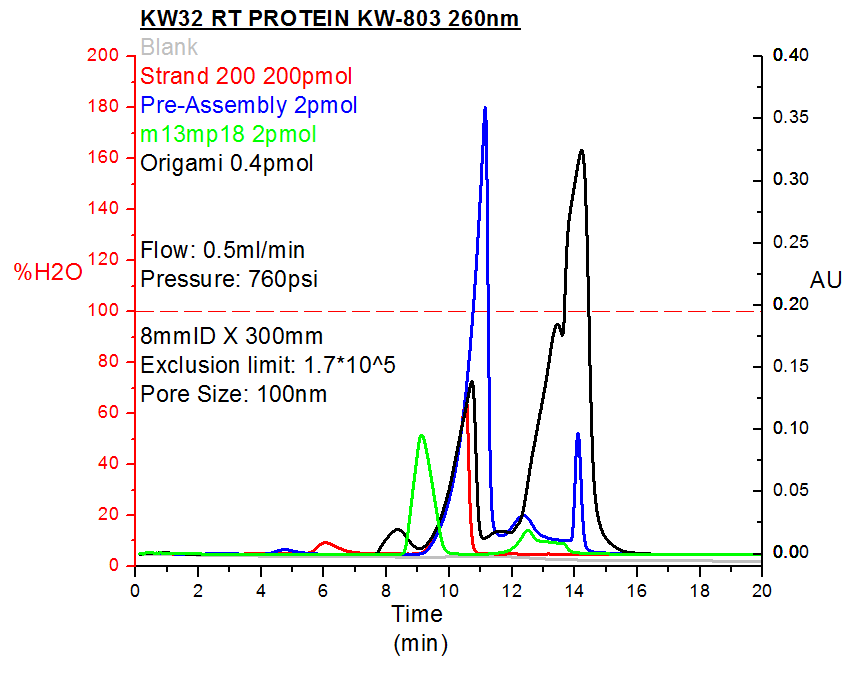 KW32 RT PROTEIN KW-803 260nm
Blank
Strand 200 200pmol
Pre-Assembly 2pmol
m13mp18 2pmol
Origami 0.4pmol
Flow: 0.5ml/min
Pressure: 760psi
8mmID X 300mm
Exclusion limit: 1.7*10^5
Pore Size: 100nm
%H2O
200
180
160
140
120
100
80
60
40
20
0
AU
0.40
0.35
0.30
0.25
0.20
0.15
0.10
0.05
0.00
0 2 4 6 8 10 12 14 16 18 20
Time
(min)